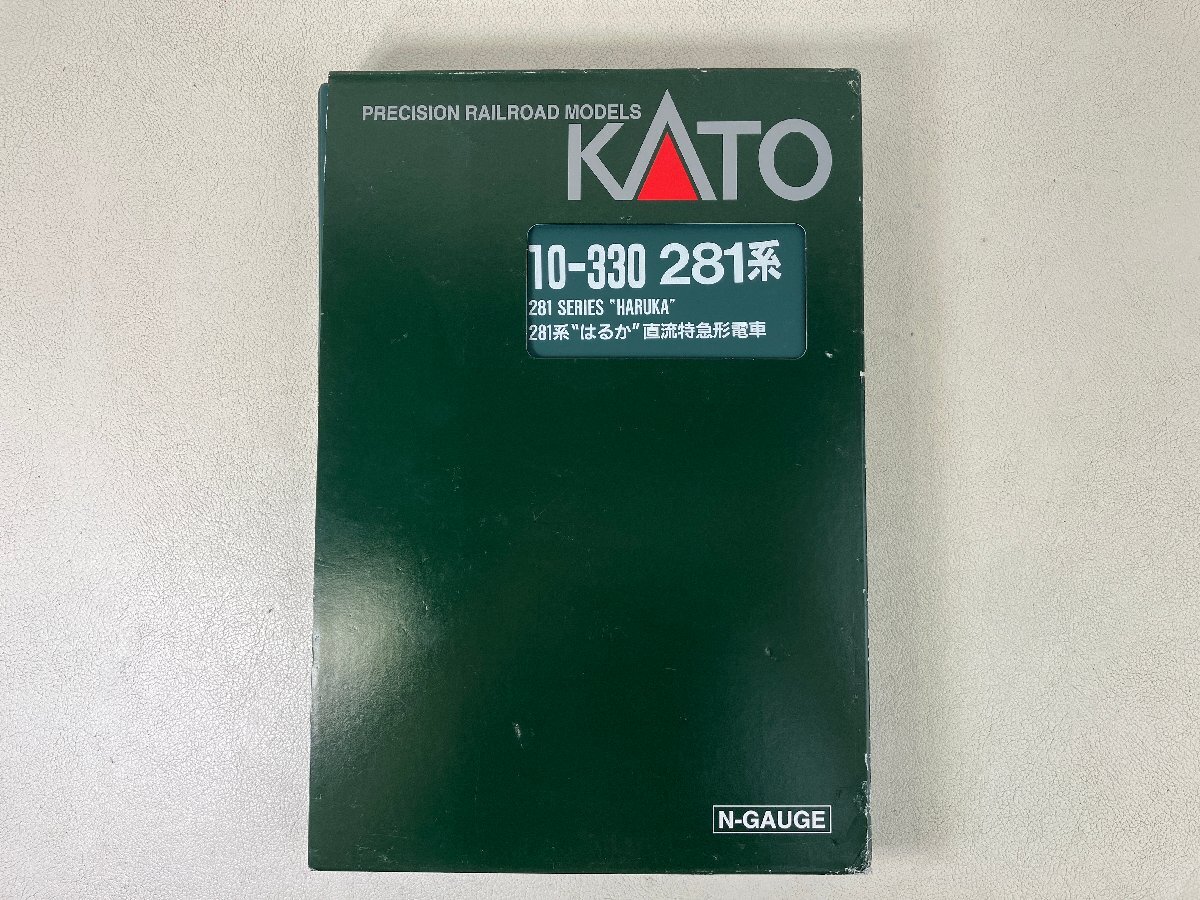 PRECISION RAILROAD MODELS
KATO
10-330 281系
281 SERIES "HARUKA"
281系"はるか"直流特急形電車
N-GAUGE